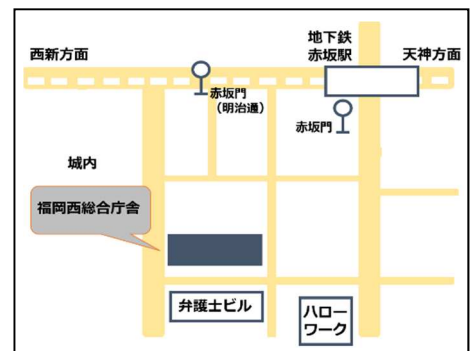 地下鉄
赤坂駅
西新方面
天神方面
赤坂門
（明治通）
赤坂門
城内
福岡西総合庁舎
弁護士ビル
ハロー
ワーク